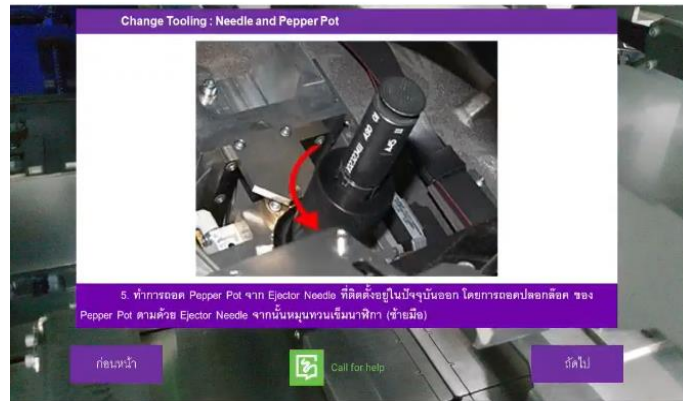 Change Tooling : Needle and Pepper Pot
5. ทำการถอด Pepper Pot จาก Ejector Needle ที่ติดตั้งอยู่ในปัจจุบันออก โดยการถอดปลอกล๊อค ของ
Pepper Pot ตามด้วย Ejector Needle จากนั้นหมุนทวนเข็มนาฬิกา (ซ้ายมือ)
ก่อนหน้า
Call for help
ถัดไป